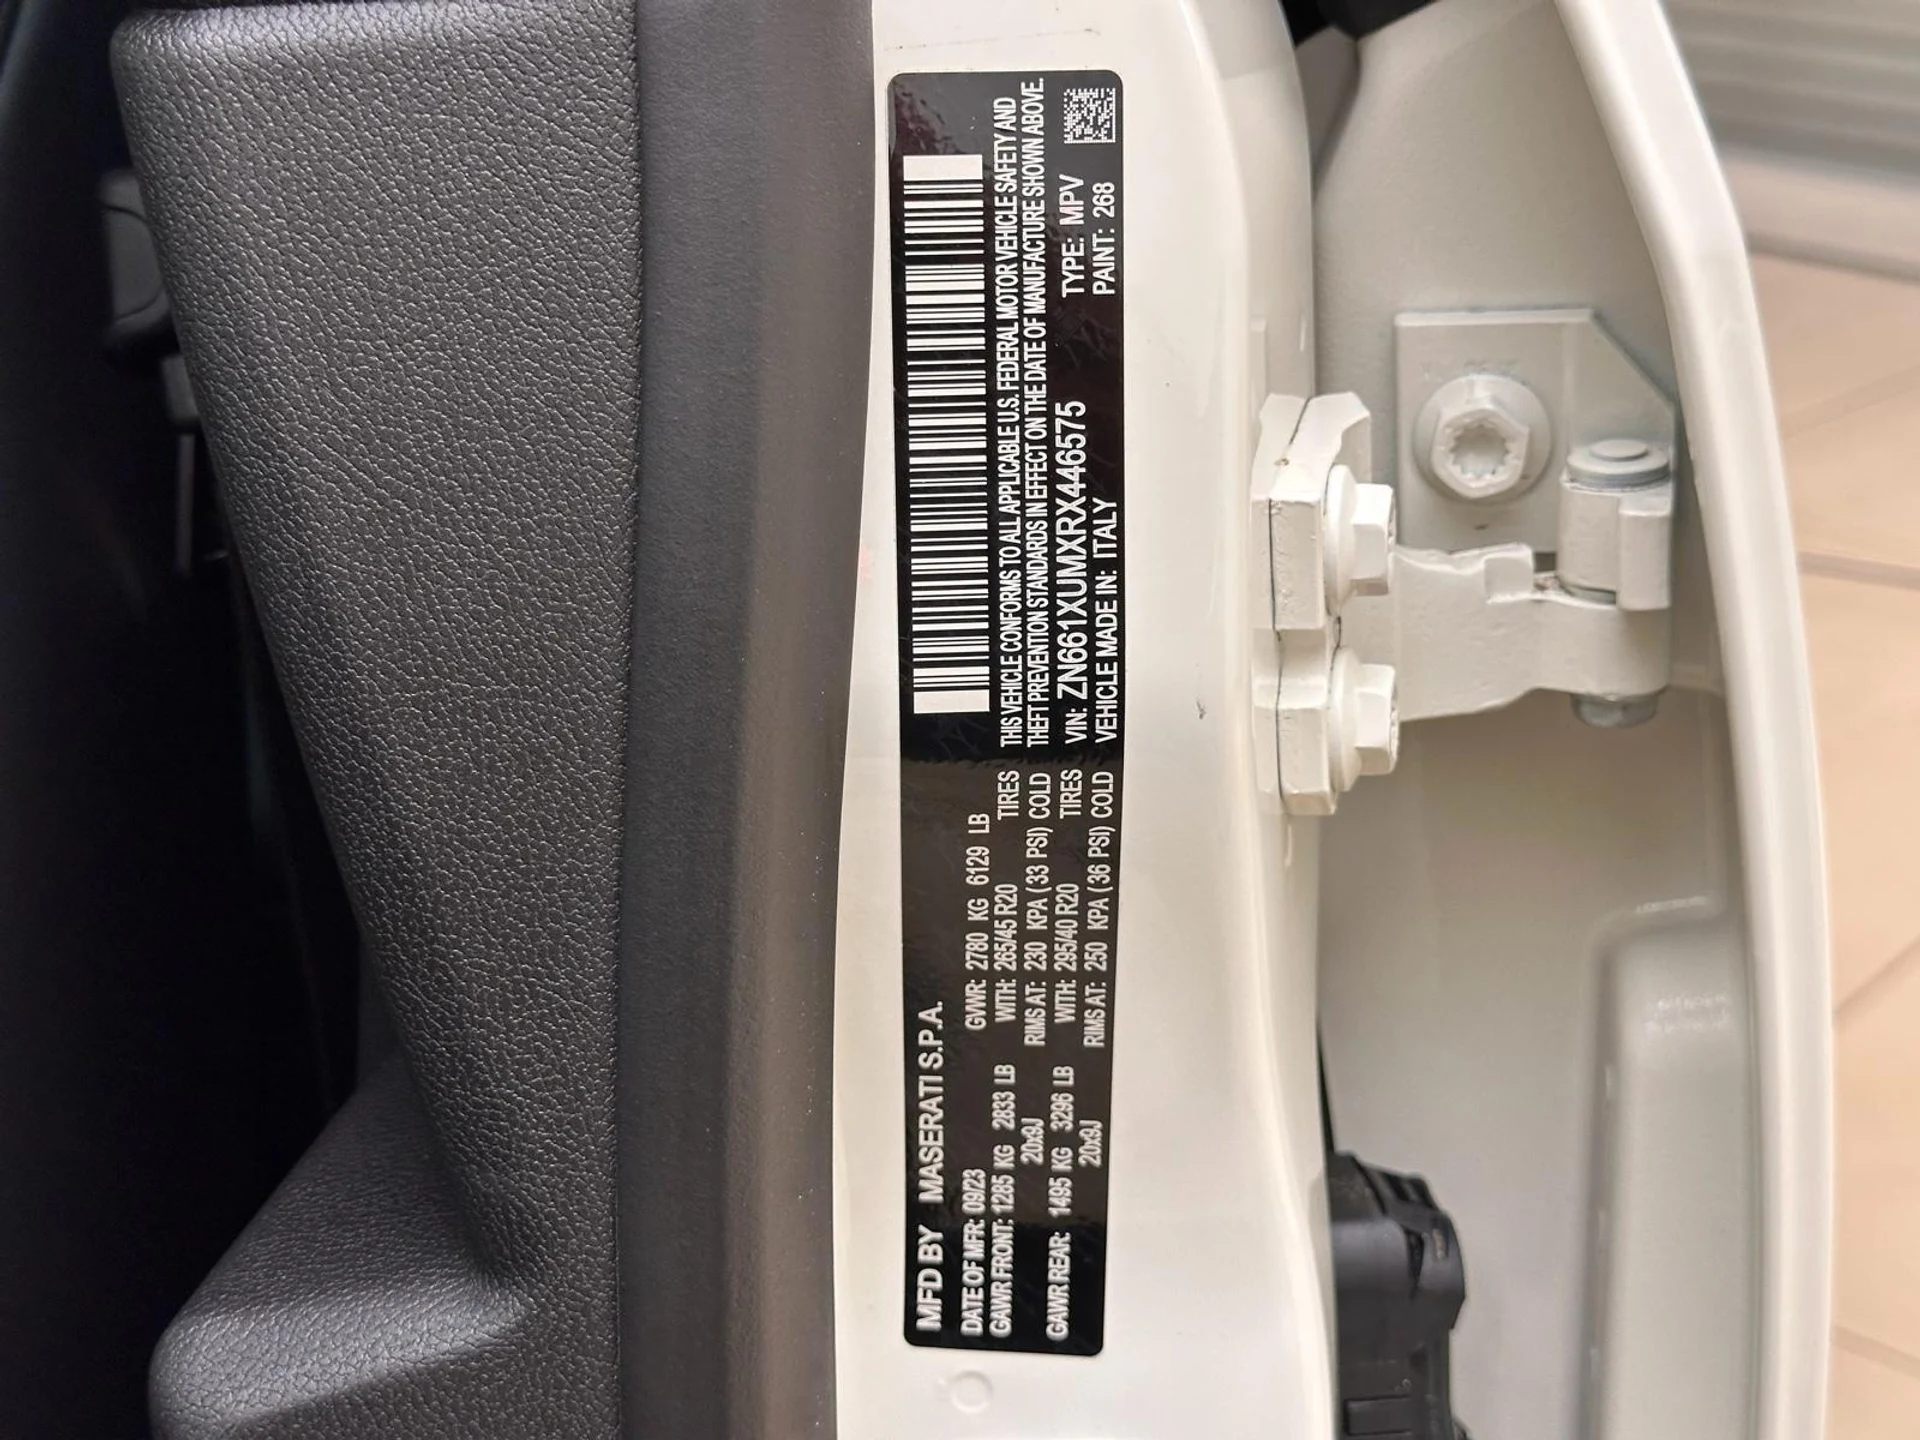 MFD BY MASERATI S.P.A.
DATE OF MFR: 09/23 GVWR: 2780 KG 6129 LB
GAWR FRONT: 1285 KG 2833 LB WITH: 265/45 R20 TIRES
20x9J RIMS AT: 230 KPA (33 PSI) COLD
GAWR REAR: 1495 KG 3296 LB WITH: 295/40 R20 TIRES
20x9J RIMS AT: 250 KPA (36 PSI) COLD
THIS VEHICLE CONFORMS TO ALL APPLICABLE U.S. FEDERAL MOTOR VEHICLE SAFETY AND
THEFT PREVENTION STANDARDS IN EFFECT ON THE DATE OF MANUFACTURE SHOWN ABOVE.
VIN: ZN661XUMXRX446575 TYPE: MPV
VEHICLE MADE IN: ITALY PAINT: 268